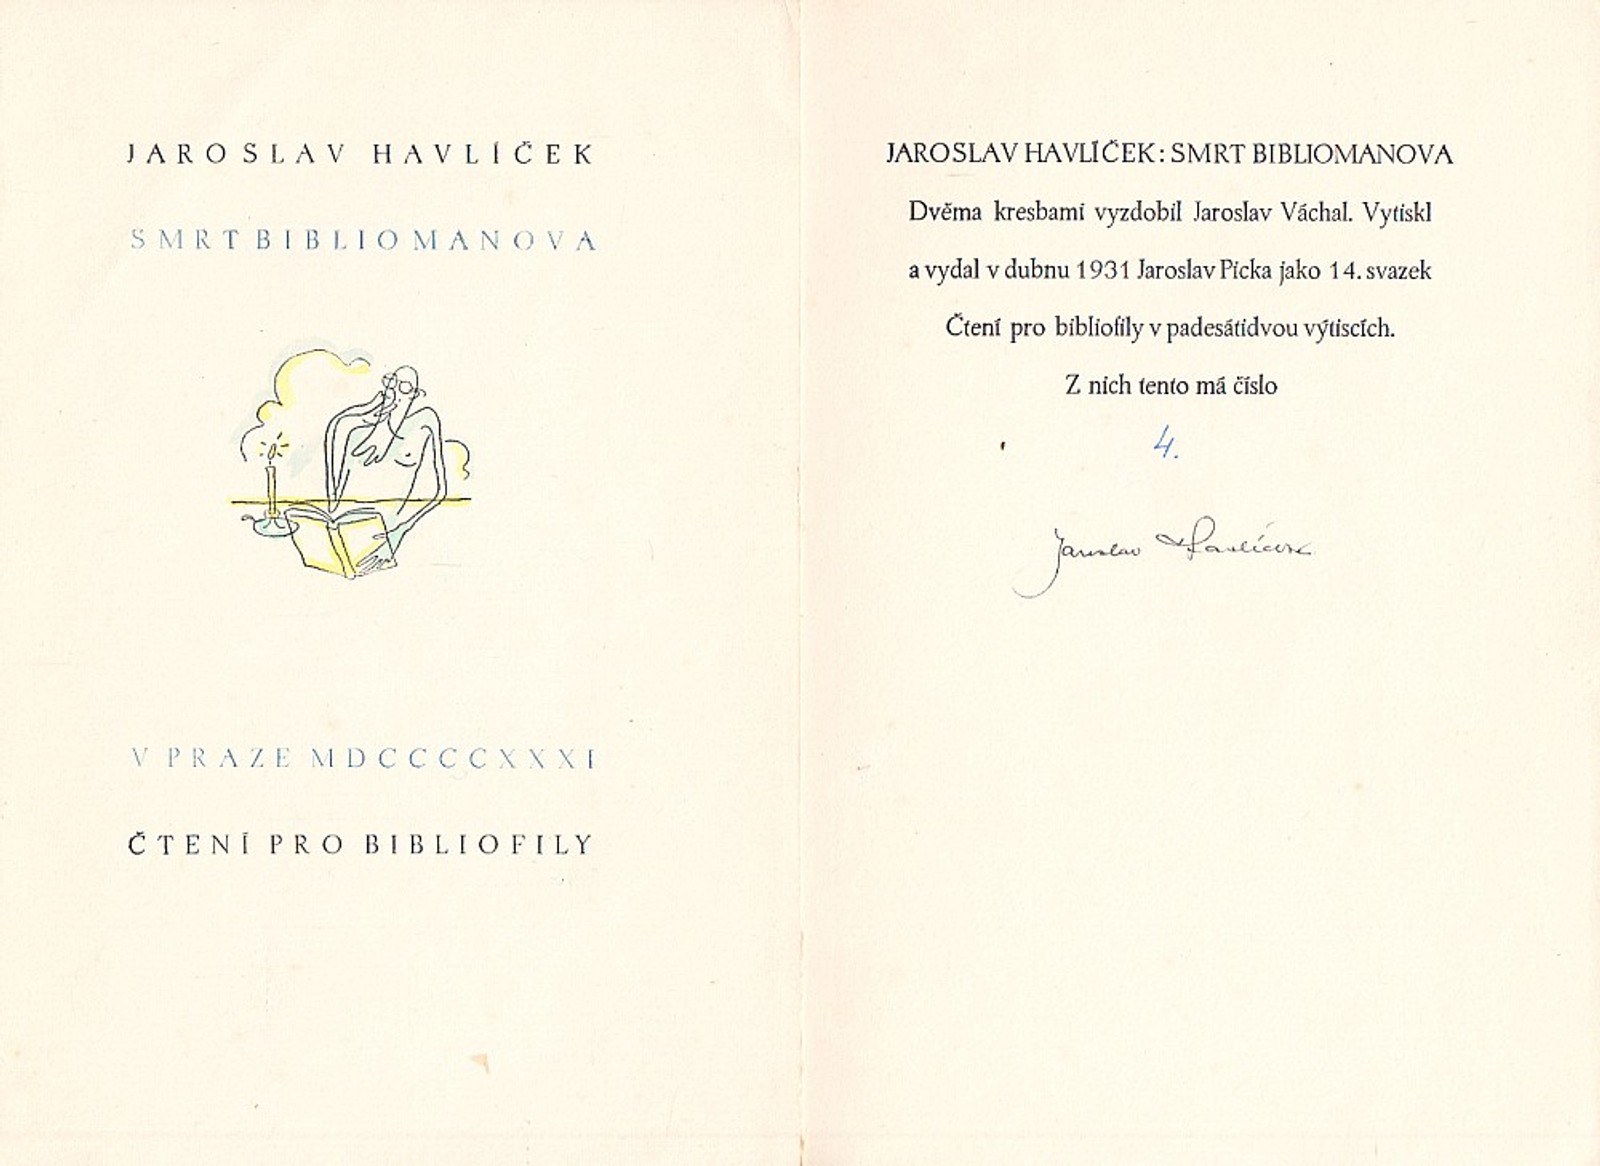 JAROSLAV HAVLÍČEK
SMRT BIBLIOMANOVA
V PRAZE MDCCCCXXXI
ČTENÍ PRO BIBLIOFILY
JAROSLAV HAVLÍČEK: SMRT BIBLIOMANOVA
Dvěma kresbami vyzdobil Jaroslav Váchal. Vytiskl
a vydal v dubnu 1931 Jaroslav Picka jako 14. svazek
Čtení pro bibliofily v padesátidvou výtiscích.
Z nich tento má číslo
4.
Jaroslav Havlíček